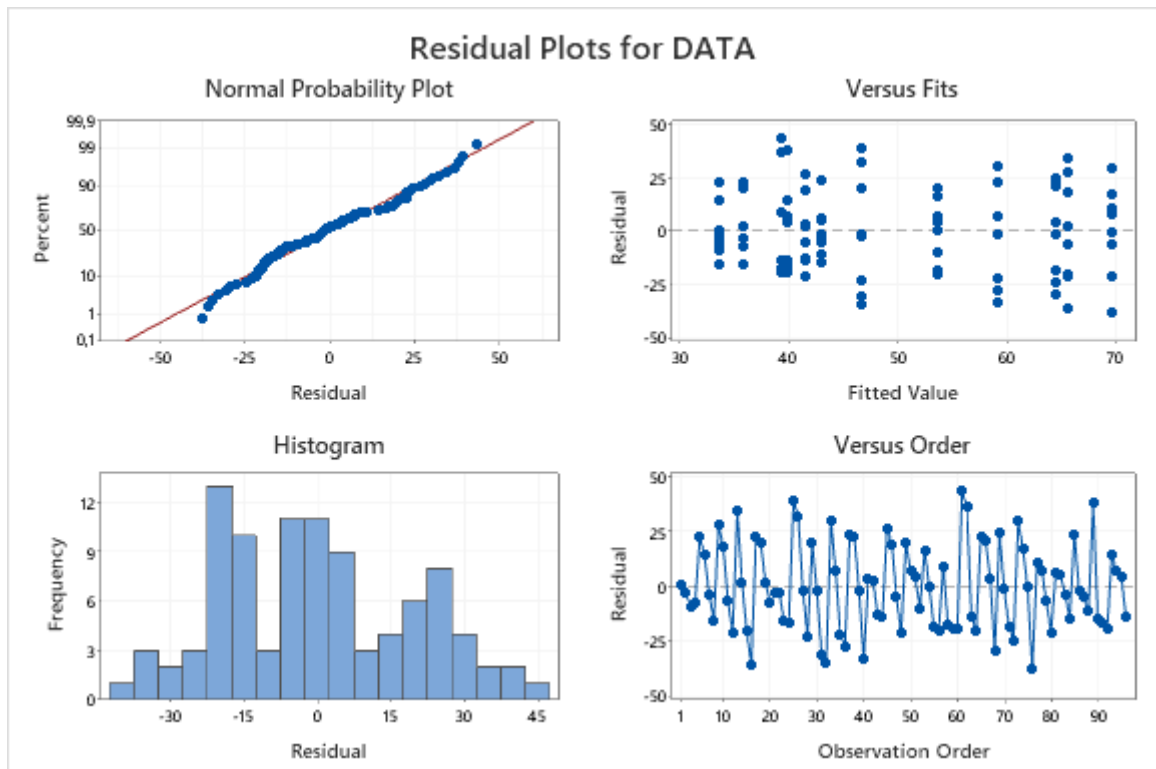 Residual Plots for DATA
Normal Probability Plot
99,9
99
90
50
10
1
0,1
Percent
-50 -25 0 25 50
Residual
Versus Fits
50
25
0
-25
-50
Residual
30 40 50 60 70
Fitted Value
Histogram
12
9
6
3
0
Frequency
-30 -15 0 15 30 45
Residual
Versus Order
50
25
0
-25
-50
Residual
1 10 20 30 40 50 60 70 80 90
Observation Order